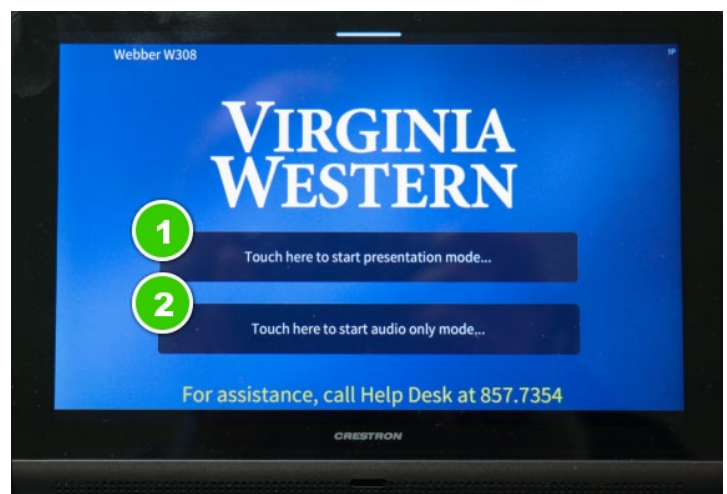 Webber W308
VIRGINIA
WESTERN
1
Touch here to start presentation mode...
2
Touch here to start audio only mode...
For assistance, call Help Desk at 857.7354
CRESTRON